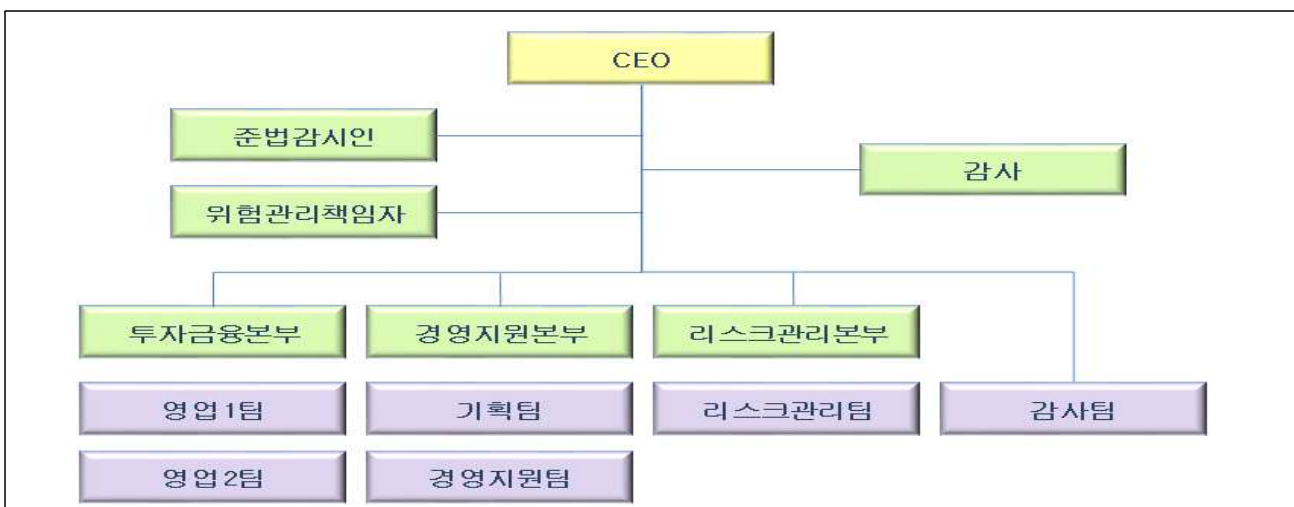 CEO
준법감시인
감사
위험관리책임자
투자금융본부 경영지원본부 리스크관리본부
영업1팀 기획팀 리스크관리팀 감사팀
영업2팀 경영지원팀